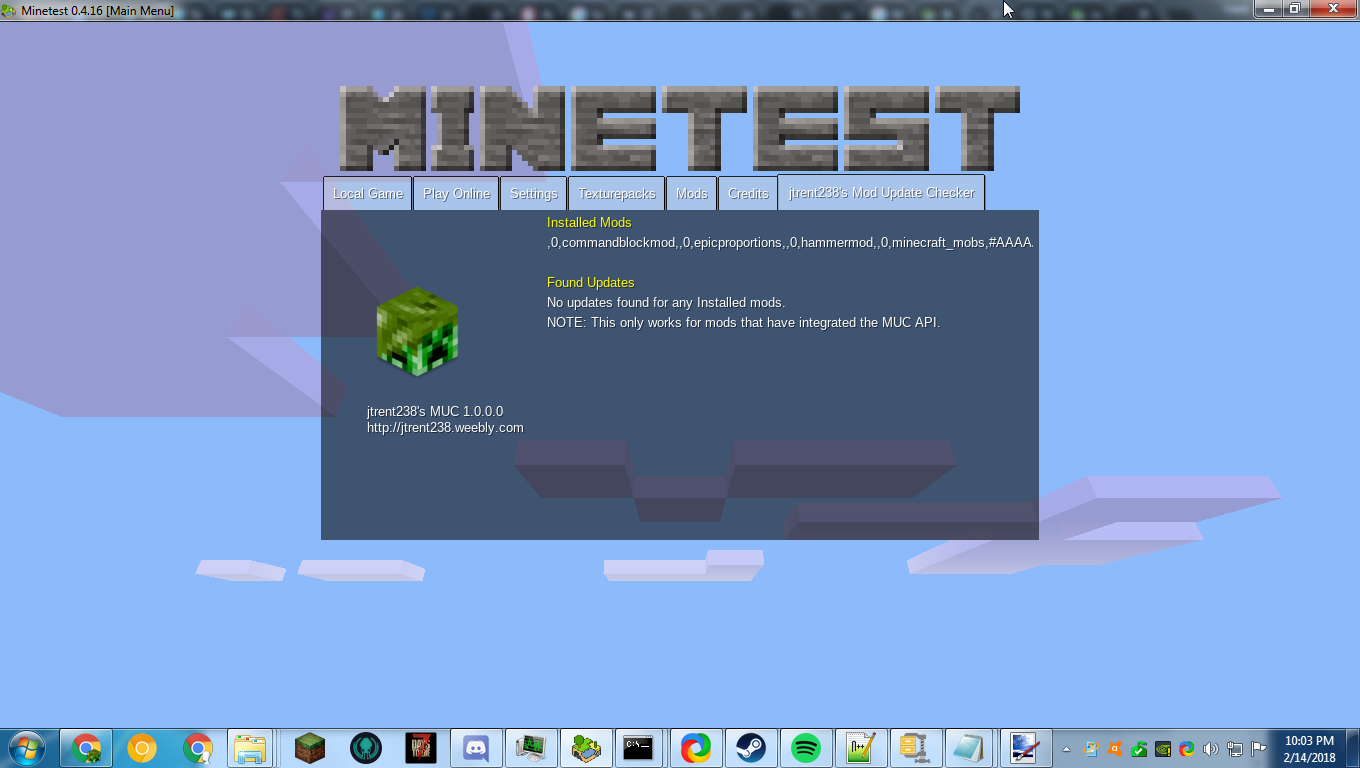 Minetest 0.4.16 [Main Menu]
MINETEST
Local Game
Play Online
Settings
Texturepacks
Mods
Credits
jtrent238's Mod Update Checker
Installed Mods
,0,commandblockmod,,0,epicproportions,,0,hammermod,,0,minecraft_mobs,#AAAA
Found Updates
No updates found for any Installed mods.
NOTE: This only works for mods that have integrated the MUC API.
jtrent238's MUC 1.0.0.0
http://jtrent238.weebly.com
C:\_
10:03 PM
2/14/2018